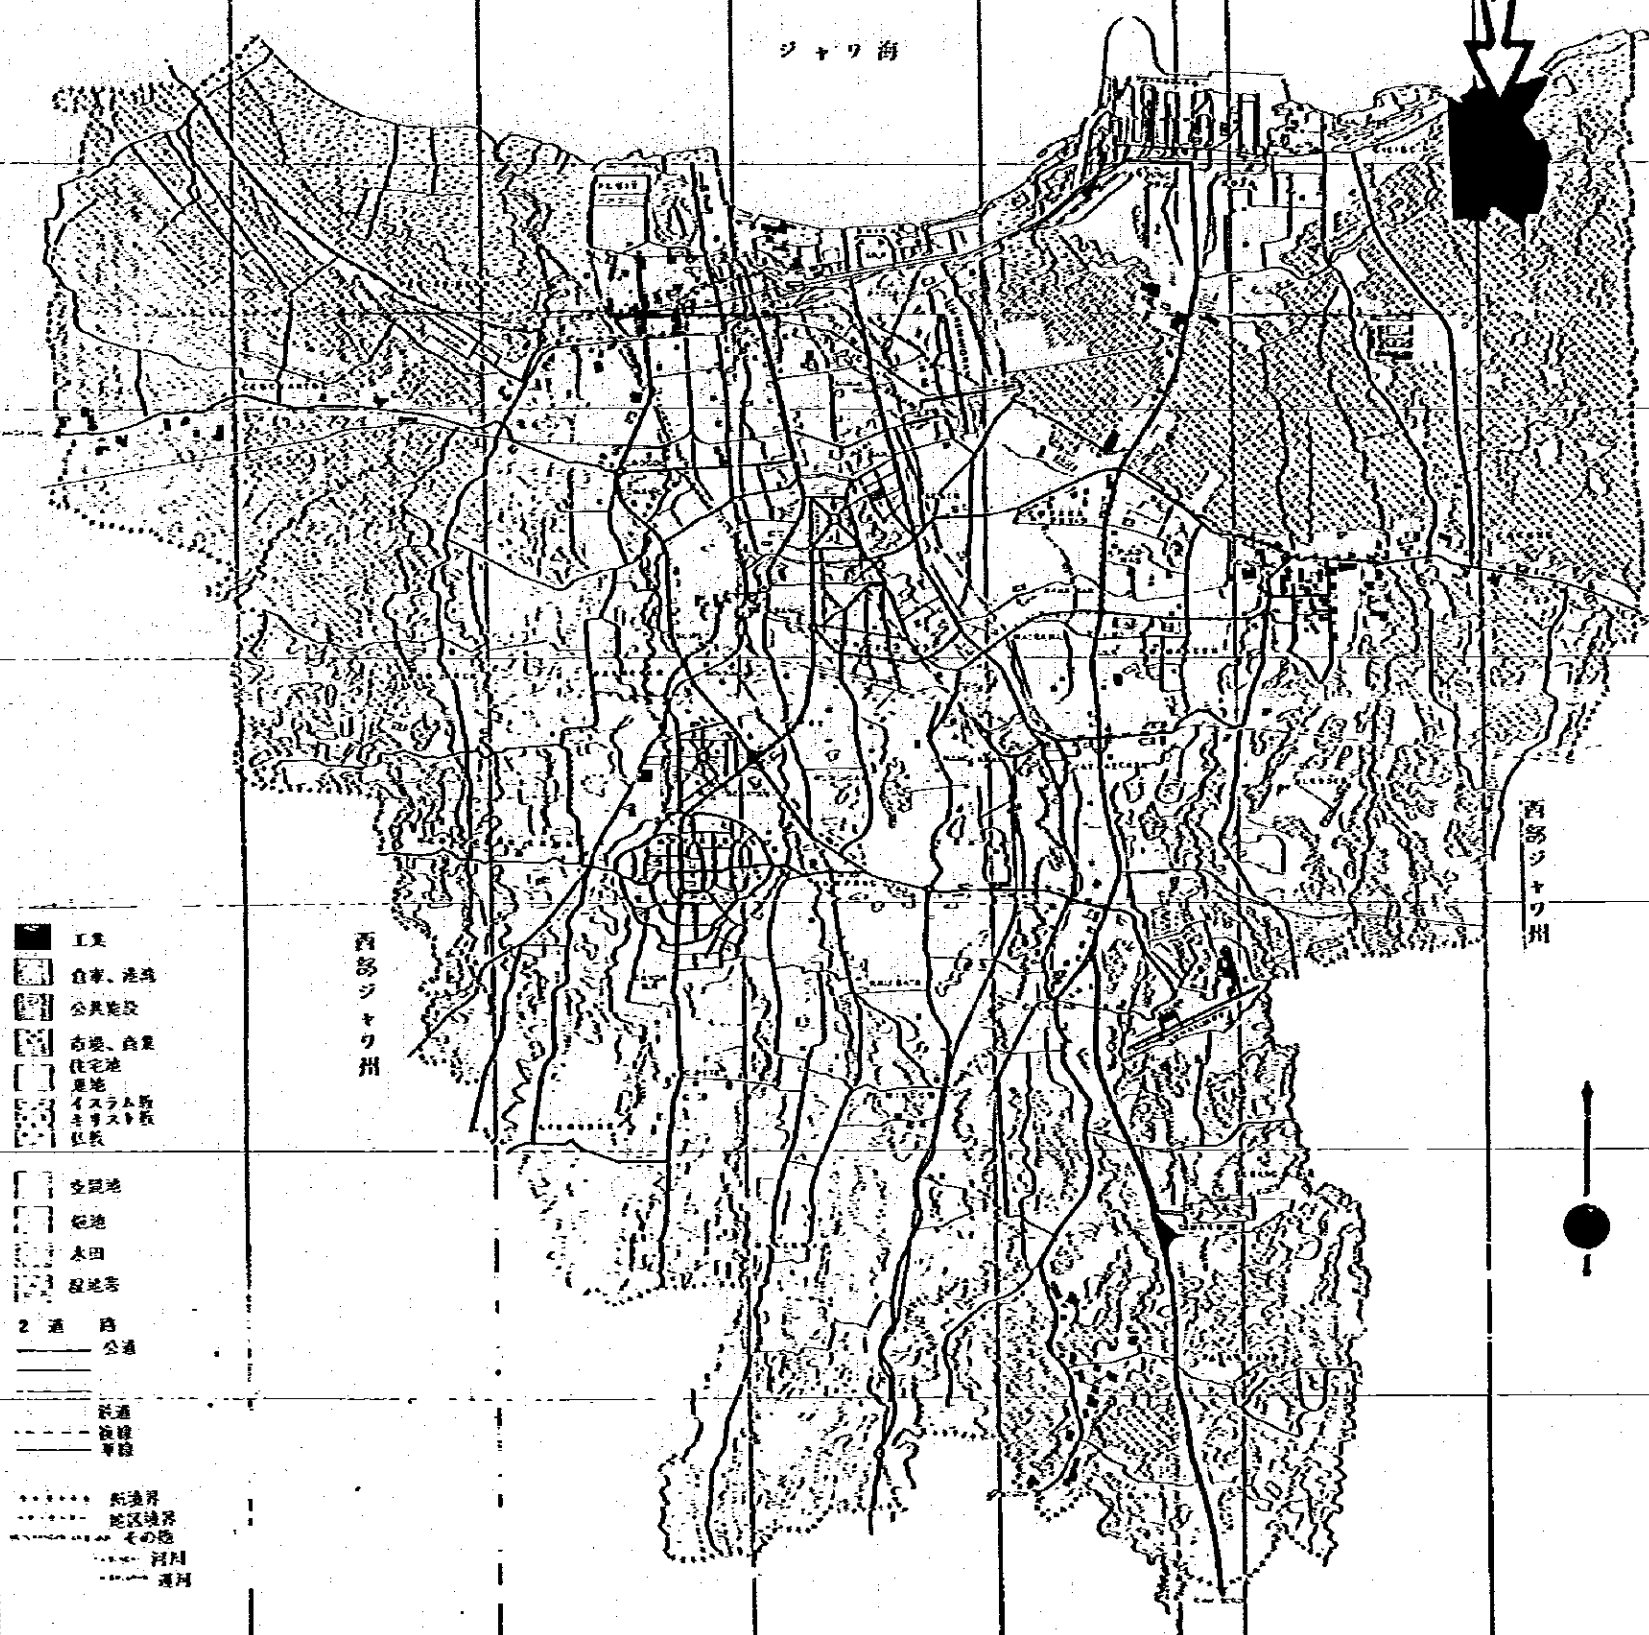 ジャワ海
西部ジャワ州
西部ジャワ州
工業
倉庫、港湾
公共施設
市場、商業
住宅地
墓地
イスラム教
キリスト教
仏教
空閑地
畑地
水田
湿地帯
2 道 路
公道
鉄道
複線
単線
州境界
地区境界
その他
河川
運河